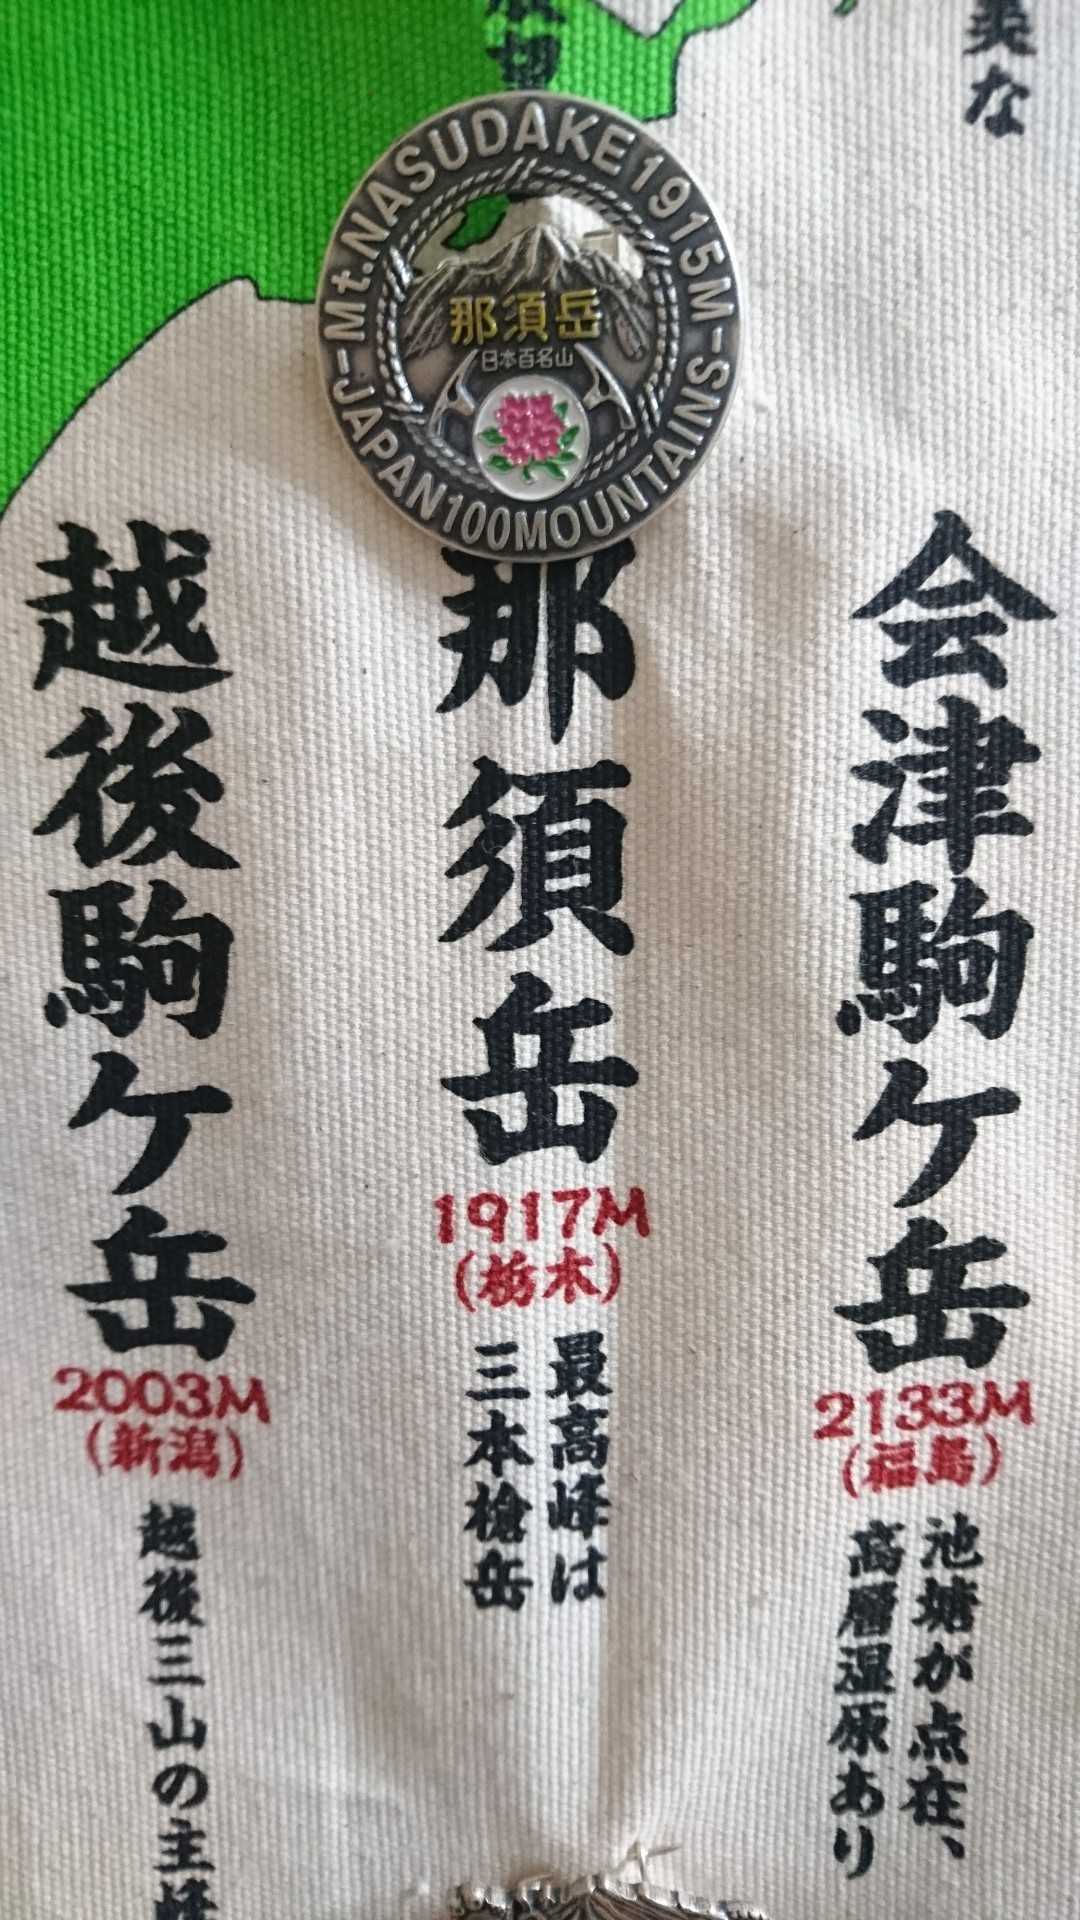 美な
Mt.NASUDAKE 1915M
那須岳
日本百名山
JAPAN 100 MOUNTAINS
会津駒ケ岳
2133M
(福島)
池塘が点在、
高層湿原あり
那須岳
1917M
(栃木)
最高峰は
三本槍岳
越後駒ケ岳
2003M
(新潟)
越後三山の主峰